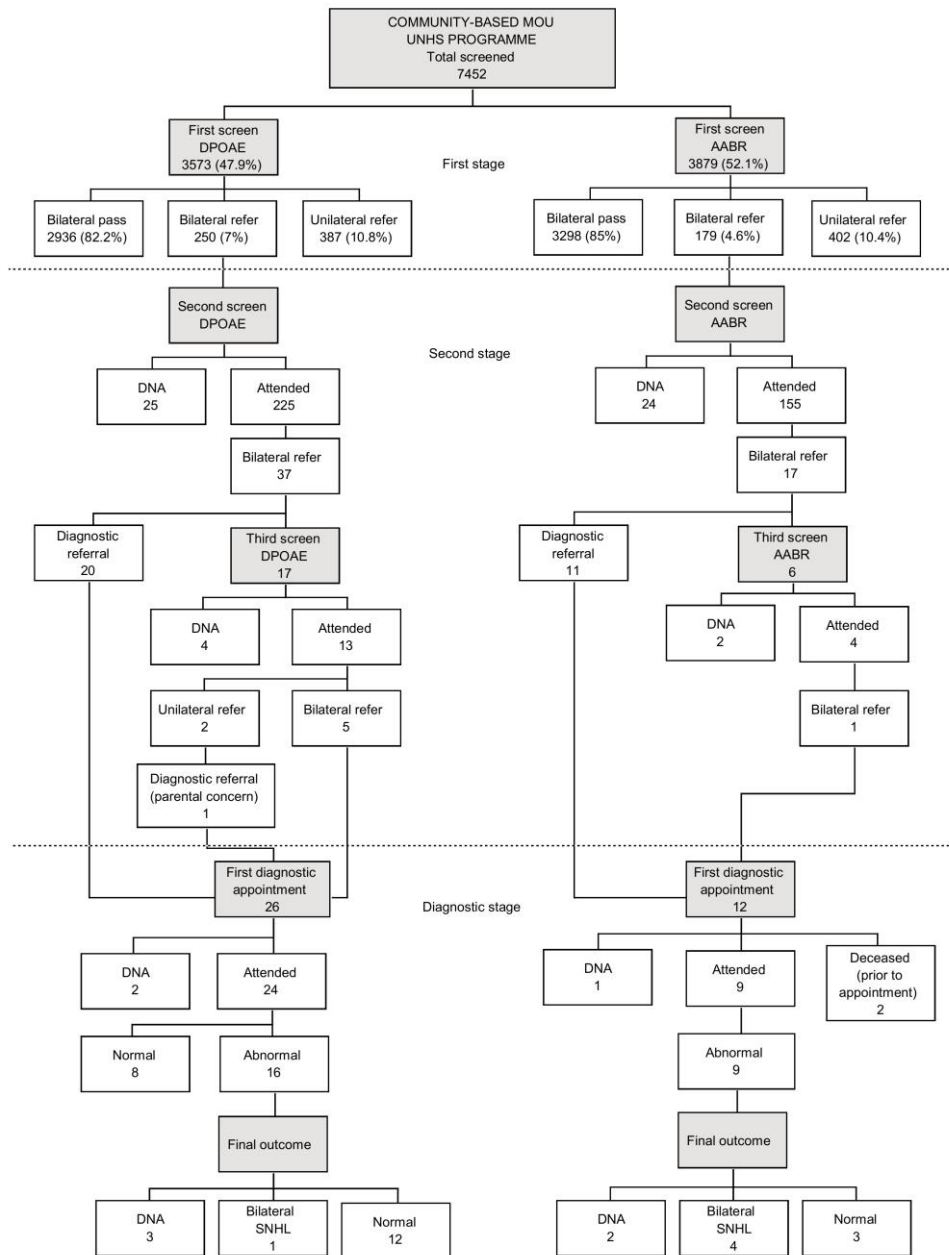 COMMUNITY-BASED MOU
UNHS PROGRAMME
Total screened
7452
First screen
DPOAE
3573 (47.9%)
First stage
First screen
AABR
3879 (52.1%)
Bilateral pass
2936 (82.2%)
Bilateral refer
250 (7%)
Unilateral refer
387 (10.8%)
Bilateral pass
3298 (85%)
Bilateral refer
179 (4.6%)
Unilateral refer
402 (10.4%)
Second screen
DPOAE
Second stage
Second screen
AABR
DNA
25
Attended
225
DNA
24
Attended
155
Bilateral refer
37
Bilateral refer
17
Diagnostic
referral
20
Third screen
DPOAE
17
Diagnostic
referral
11
Third screen
AABR
6
DNA
4
Attended
13
DNA
2
Attended
4
Unilateral refer
2
Bilateral refer
5
Bilateral refer
1
Diagnostic referral
(parental concern)
1
First diagnostic
appointment
26
Diagnostic stage
First diagnostic
appointment
12
DNA
2
Attended
24
DNA
1
Attended
9
Deceased
(prior to
appointment)
2
Normal
8
Abnormal
16
Abnormal
9
Final outcome
Final outcome
DNA
3
Bilateral
SNHL
1
Normal
12
DNA
2
Bilateral
SNHL
4
Normal
3